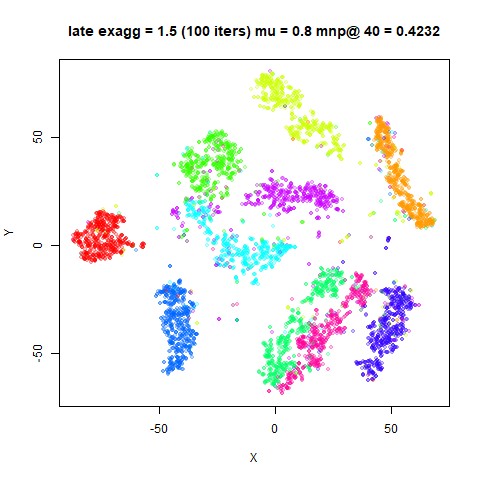 late exagg = 1.5 (100 iters) mu = 0.8 mnp@ 40 = 0.4232
50
0
-50
Y
-50 0 50
X